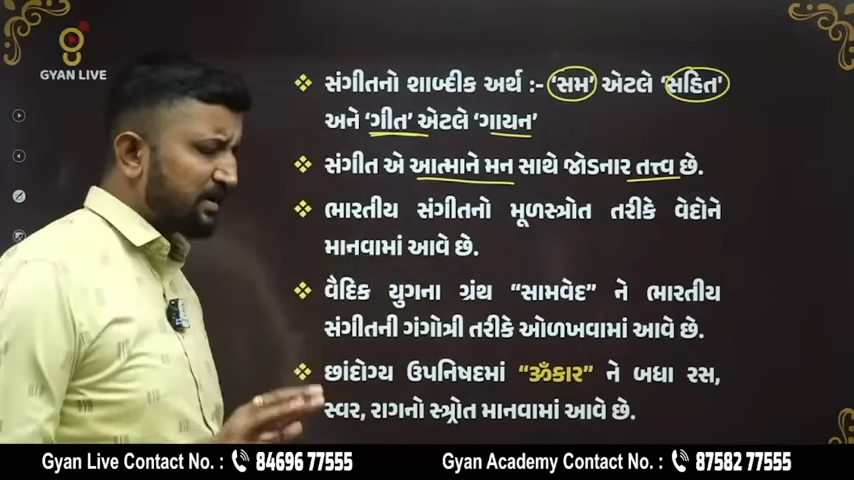 GYAN LIVE
સંગીતનો શાબ્દીક અર્થ :- ‘સમ’ એટલે ‘સહિત’
અને ‘ગીત’ એટલે ‘ગાયન’
સંગીત એ આત્માને મન સાથે જોડનાર તત્ત્વ છે.
ભારતીય સંગીતનો મૂળસ્ત્રોત તરીકે વેદોને
માનવામાં આવે છે.
વૈદિક યુગના ગ્રંથ “સામવેદ” ને ભારતીય
સંગીતની ગંગોત્રી તરીકે ઓળખવામાં આવે છે.
છાંદોગ્ય ઉપનિષદમાં “ૐકાર” ને બધા રસ,
સ્વર, રાગનો સ્ત્રોત માનવામાં આવે છે.
Gyan Live Contact No. : 84696 77555
Gyan Academy Contact No. : 87582 77555